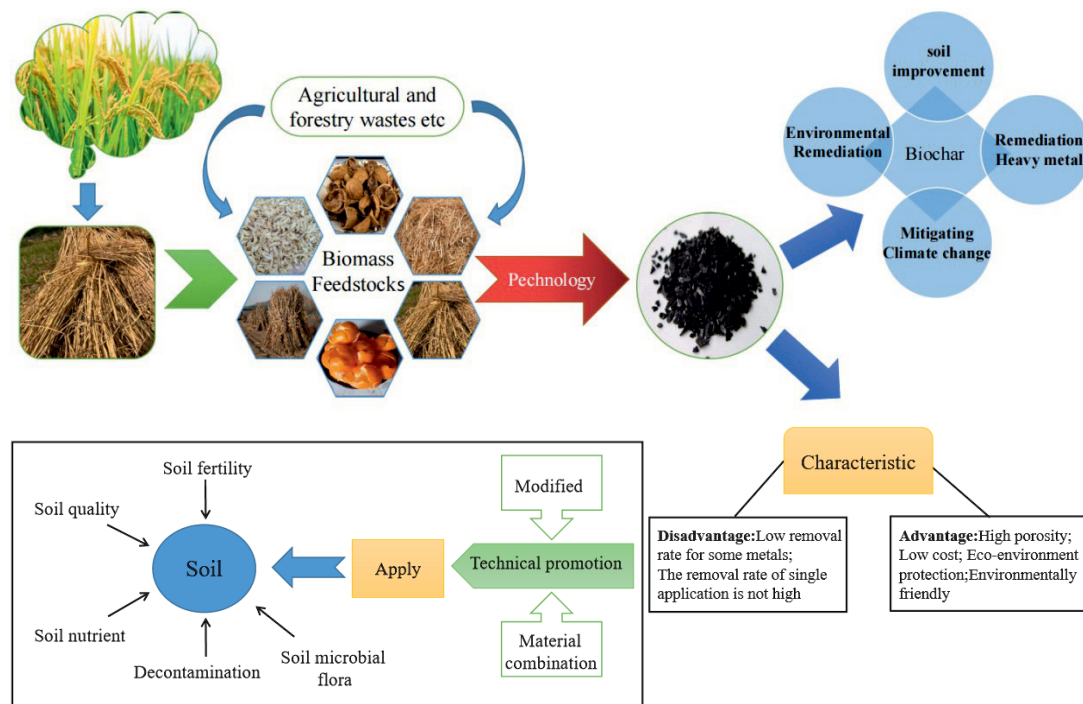 Agricultural and
forestry wastes etc
Biomass
Feedstocks
Pechnology
soil
improvement
Environmental
Remediation
Biochar
Remediation
Heavy metal
Mitigating
Climate change
Characteristic
Disadvantage:Low removal
rate for some metals;
The removal rate of single
application is not high
Advantage:High porosity;
Low cost; Eco-environment
protection;Environmentally
friendly
Soil fertility
Soil quality
Soil
Soil nutrient
Decontamination
Soil microbial
flora
Apply
Technical promotion
Modified
Material
combination